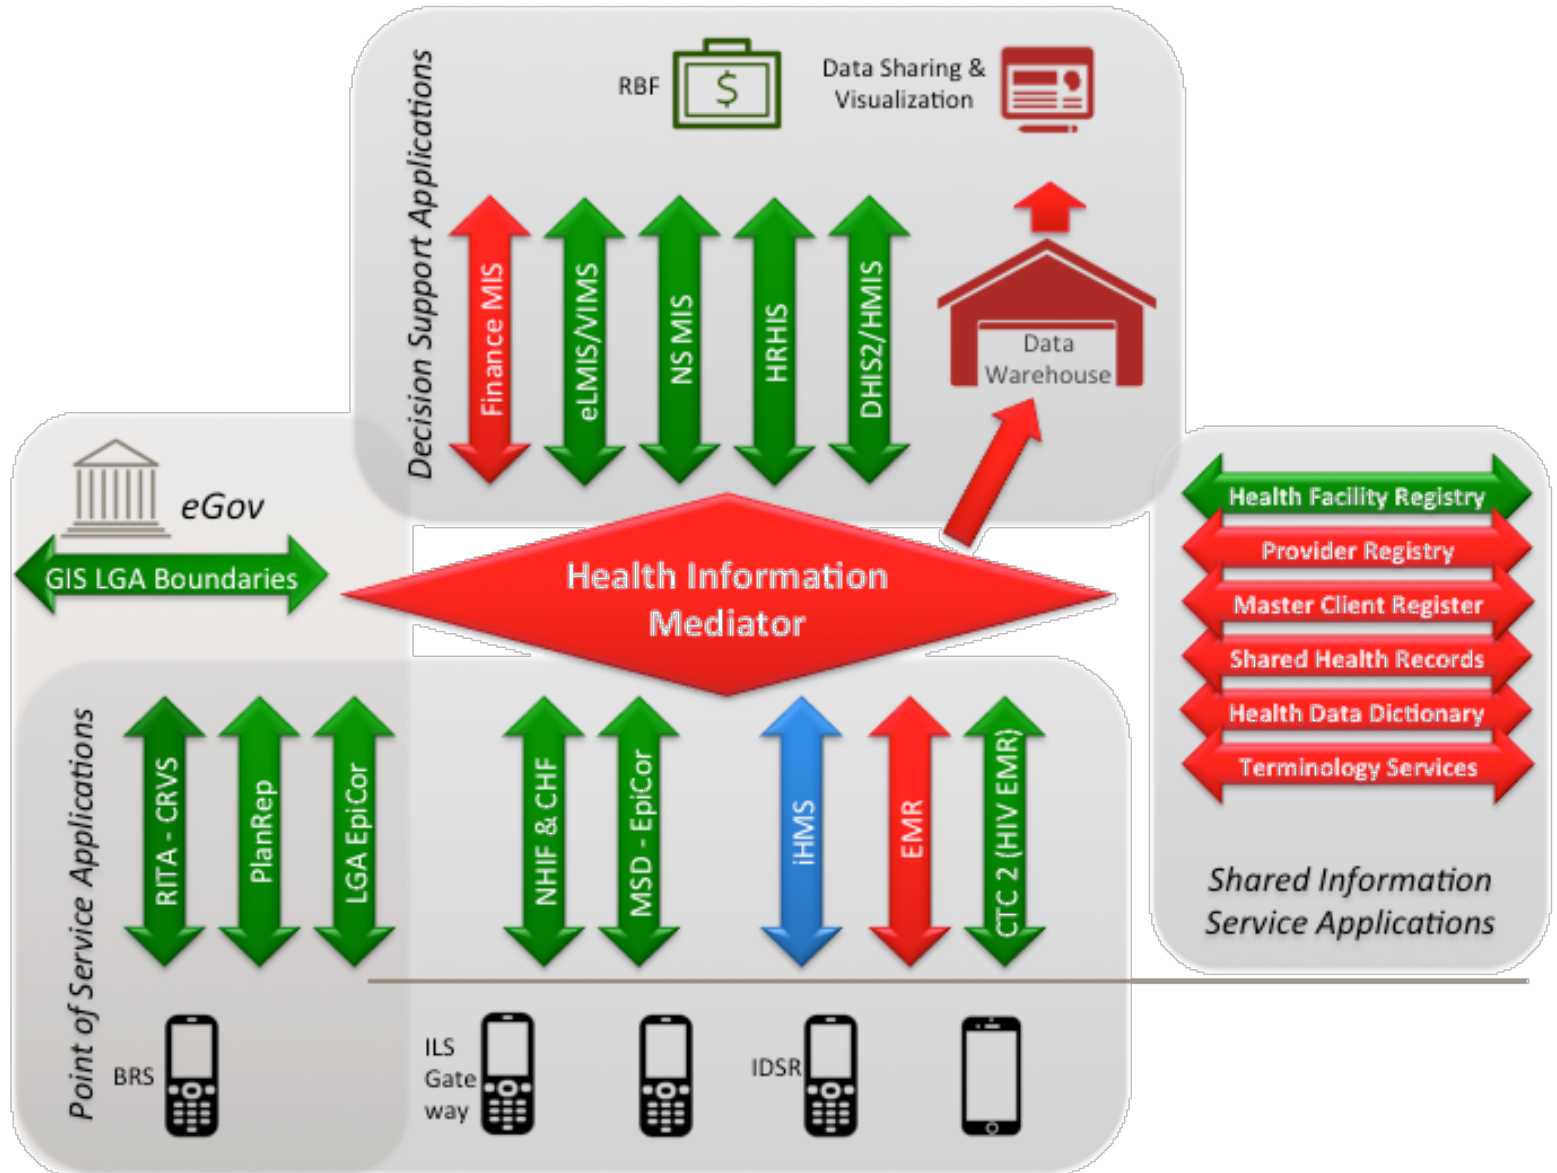 Decision Support Applications
RBF
Data Sharing &
Visualization
Finance MIS
eLMIS/VIMS
NS MIS
HRHIS
DHIS2/HMIS
Data
Warehouse
eGov
GIS LGA Boundaries
Health Information
Mediator
Health Facility Registry
Provider Registry
Master Client Register
Shared Health Records
Health Data Dictionary
Terminology Services
Shared Information
Service Applications
Point of Service Applications
RITA - CRVS
PlanRep
LGA EpiCor
NHIF & CHF
MSD - EpiCor
iHMS
EMR
CTC 2 (HIV EMR)
BRS
ILS
Gate
way
IDSR
$